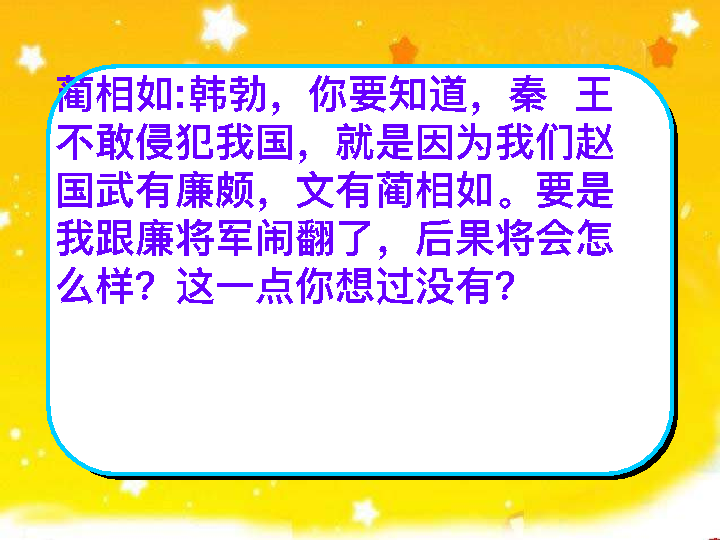 蔺相如:韩勃，你要知道，秦  王
不敢侵犯我国，就是因为我们赵
国武有廉颇，文有蔺相如。要是
我跟廉将军闹翻了，后果将会怎
么样？这一点你想过没有？